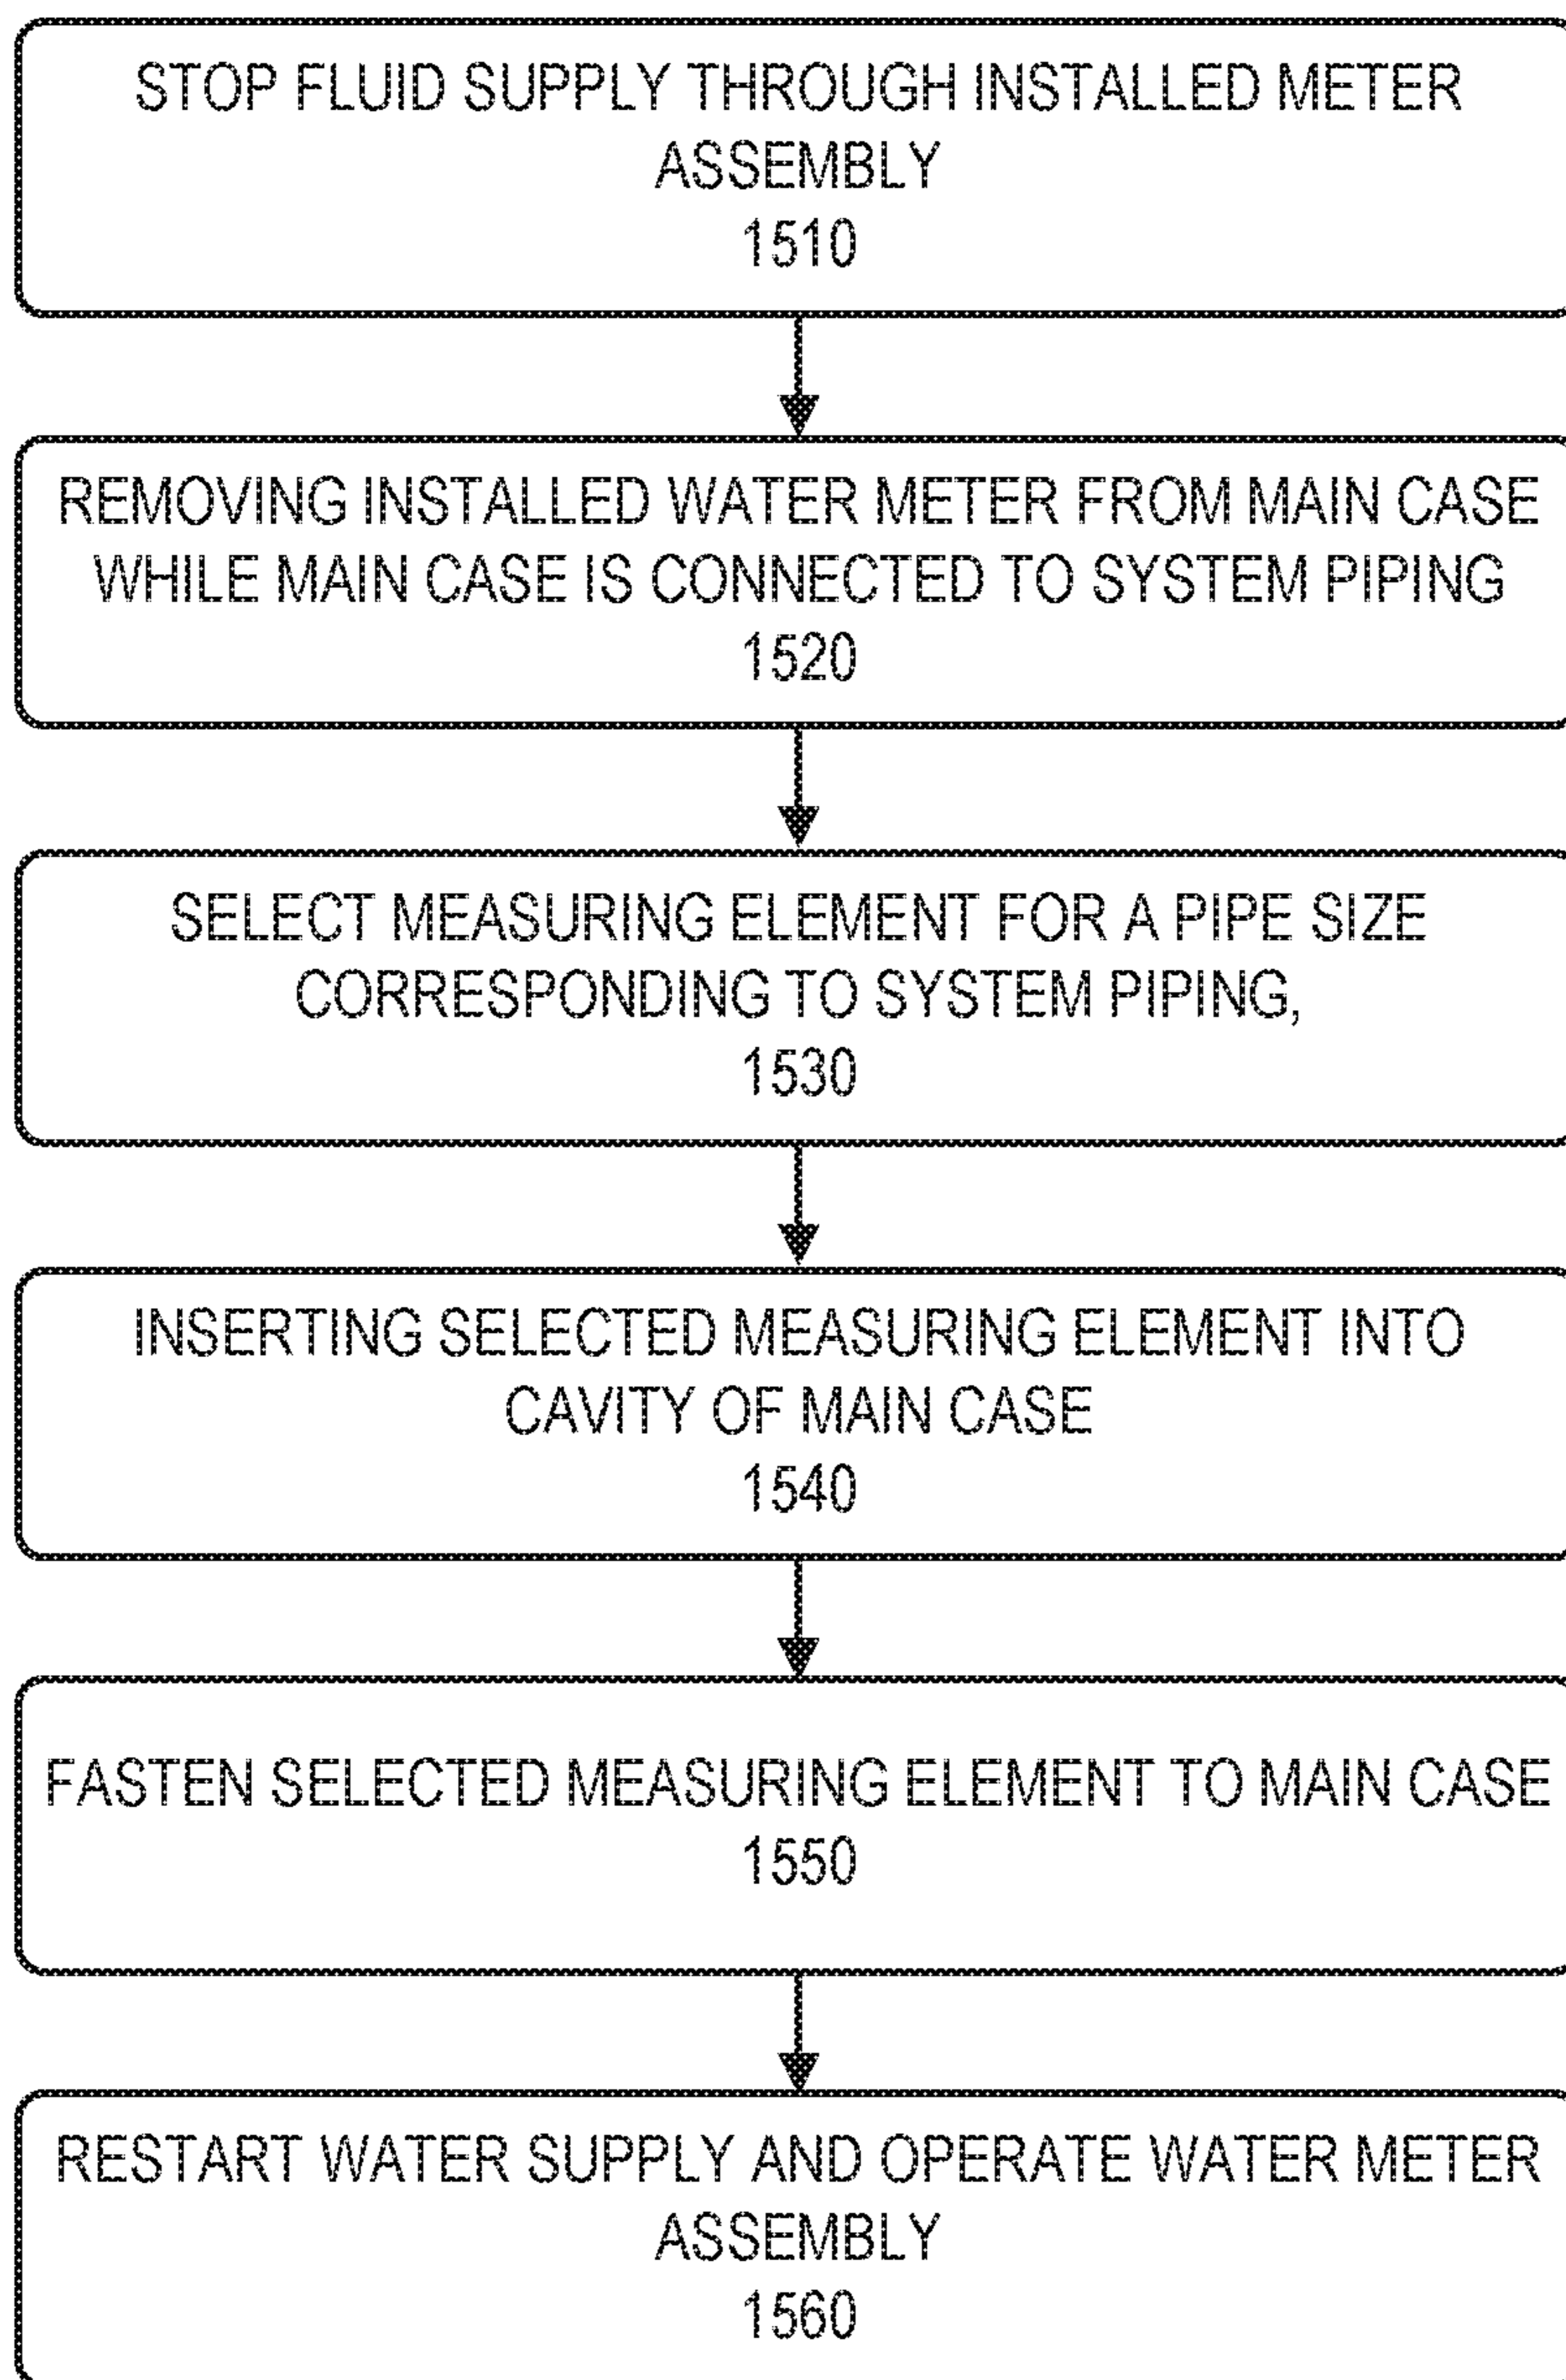 STOP FLUID SUPPLY THROUGH INSTALLED METER
ASSEMBLY
1510
REMOVING INSTALLED WATER METER FROM MAIN CASE
WHILE MAIN CASE IS CONNECTED TO SYSTEM PIPING
1520
SELECT MEASURING ELEMENT FOR A PIPE SIZE
CORRESPONDING TO SYSTEM PIPING,
1530
INSERTING SELECTED MEASURING ELEMENT INTO
CAVITY OF MAIN CASE
1540
FASTEN SELECTED MEASURING ELEMENT TO MAIN CASE
1550
RESTART WATER SUPPLY AND OPERATE WATER METER
ASSEMBLY
1560